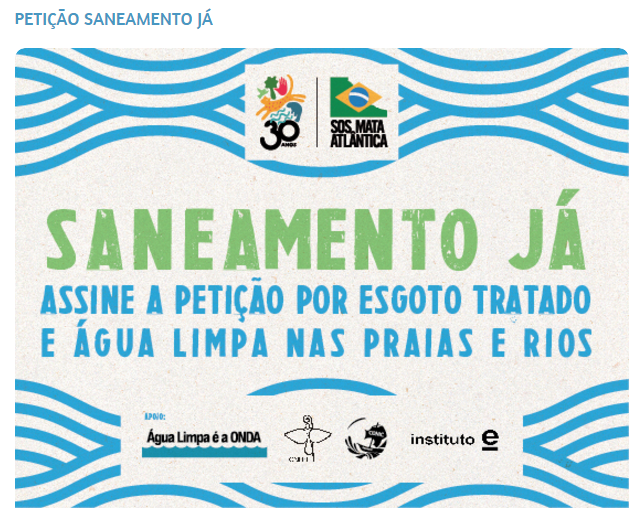 PETIÇÃO SANEAMENTO JÁ
30
ANOS
SOS MATA
ATLÂNTICA
SANEAMENTO JÁ
ASSINE A PETIÇÃO POR ESGOTO TRATADO
E ÁGUA LIMPA NAS PRAIAS E RIOS
APOIO:
Água Limpa é a ONDA
instituto e